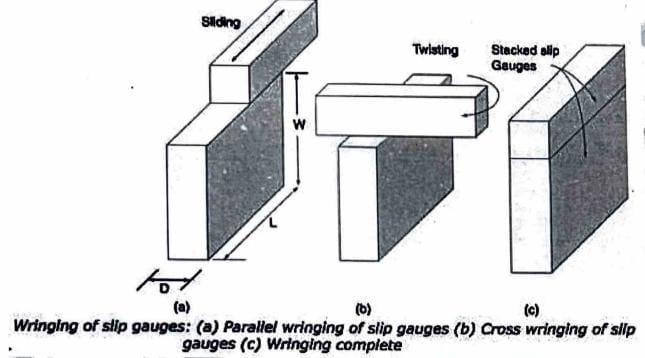 Sliding
Twisting
Stacked slip
Gauges
W
L
D
(a)
(b)
(c)
Wringing of slip gauges: (a) Parallel wringing of slip gauges (b) Cross wringing of slip
gauges (c) Wringing complete